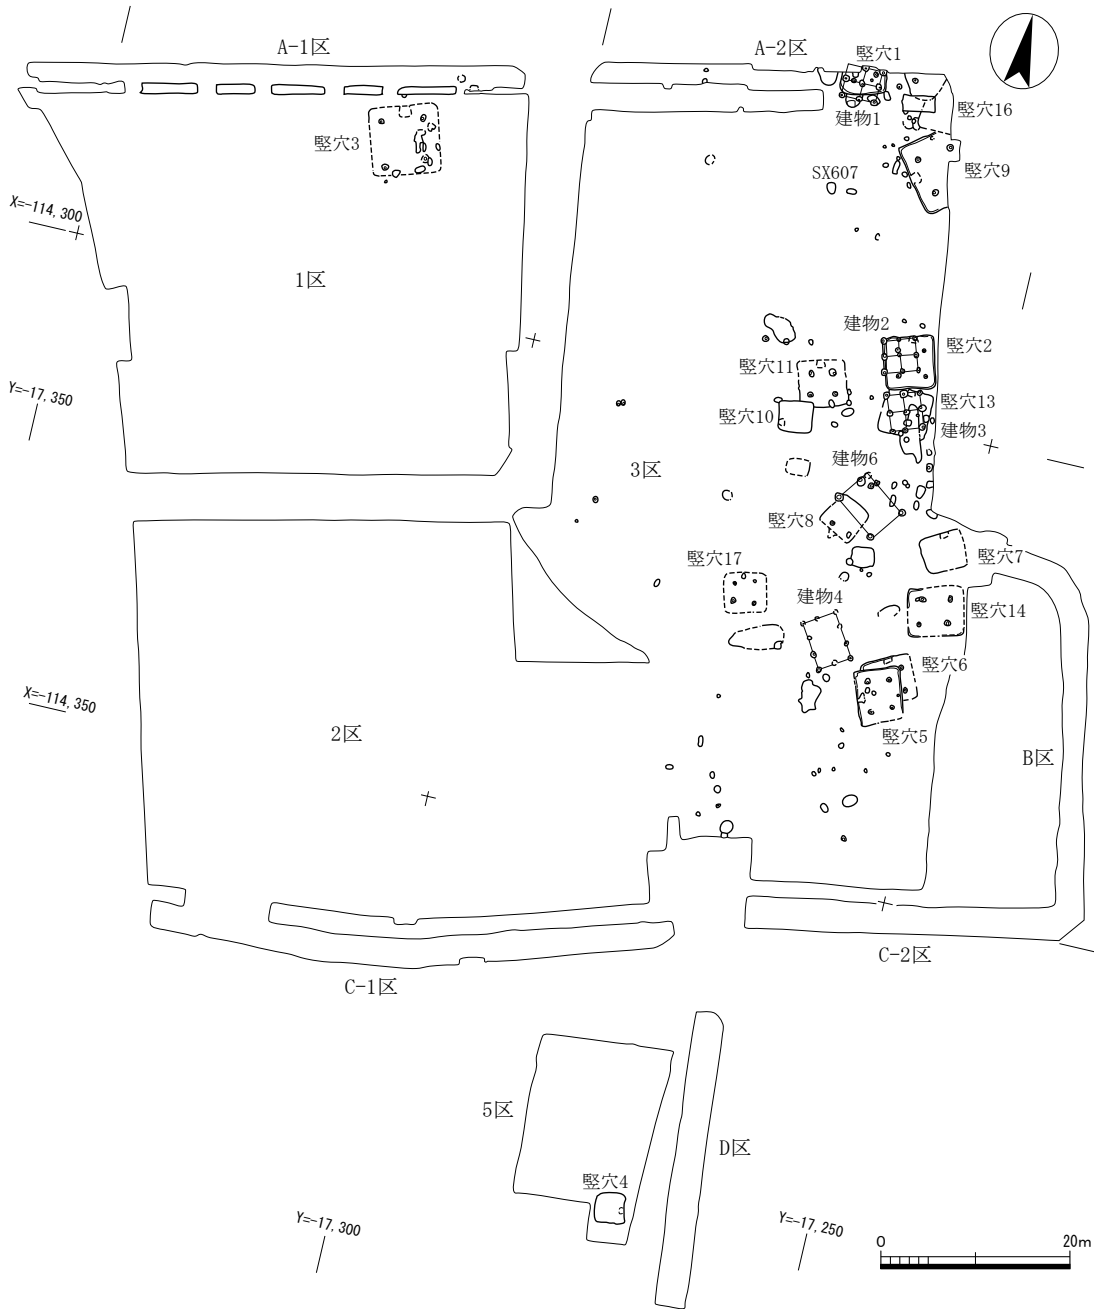 A-1区
A-2区
竪穴1
建物1
竪穴16
竪穴3
竪穴9
SX607
X=-114,300
1区
建物2
竪穴2
竪穴11
Y=-17,350
竪穴13
竪穴10
建物3
3区
建物6
竪穴8
竪穴7
竪穴17
建物4
竪穴14
竪穴6
X=-114,350
2区
竪穴5
B区
C-2区
C-1区
5区
D区
竪穴4
Y=-17,300
Y=-17,250
0 20m